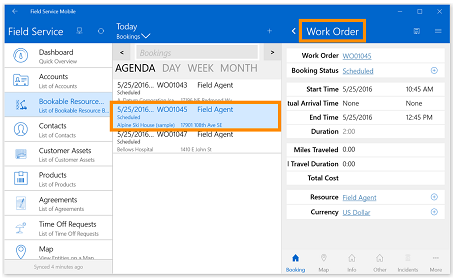 Field Service Mobile
Field Service
Dashboard
Quick Overview
Accounts
List of Accounts
Bookable Resource...
List of Bookable Resource B...
Contacts
List of Contacts
Customer Assets
List of Customer Assets
Products
List of Products
Agreements
List of Agreements
Time Off Requests
List of Time Off Requests
Map
View Entities on a Map
Synced 4 minutes ago
Today
Bookings
< Bookings >
AGENDA DAY WEEK MONTH
5/25/2016... WO01043 Field Agent
Scheduled
5/25/2016... WO01045 Field Agent
Scheduled
Alpine Ski House (sample) 17901 108th Ave SE
5/25/2016... WO01047 Field Agent
Scheduled
Bellows Hospital 1410 E John St
Work Order
Work Order WO01045
Booking Status Scheduled
Start Time 5/25/2016 10:45 AM
tual Arrival Time None None
End Time 5/25/2016 12:45 PM
Duration 2:00
Miles Traveled 0.00
l Travel Duration 0.00
Total Cost
Resource Field Agent
Currency US Dollar
Booking Map Info Other Incidents More